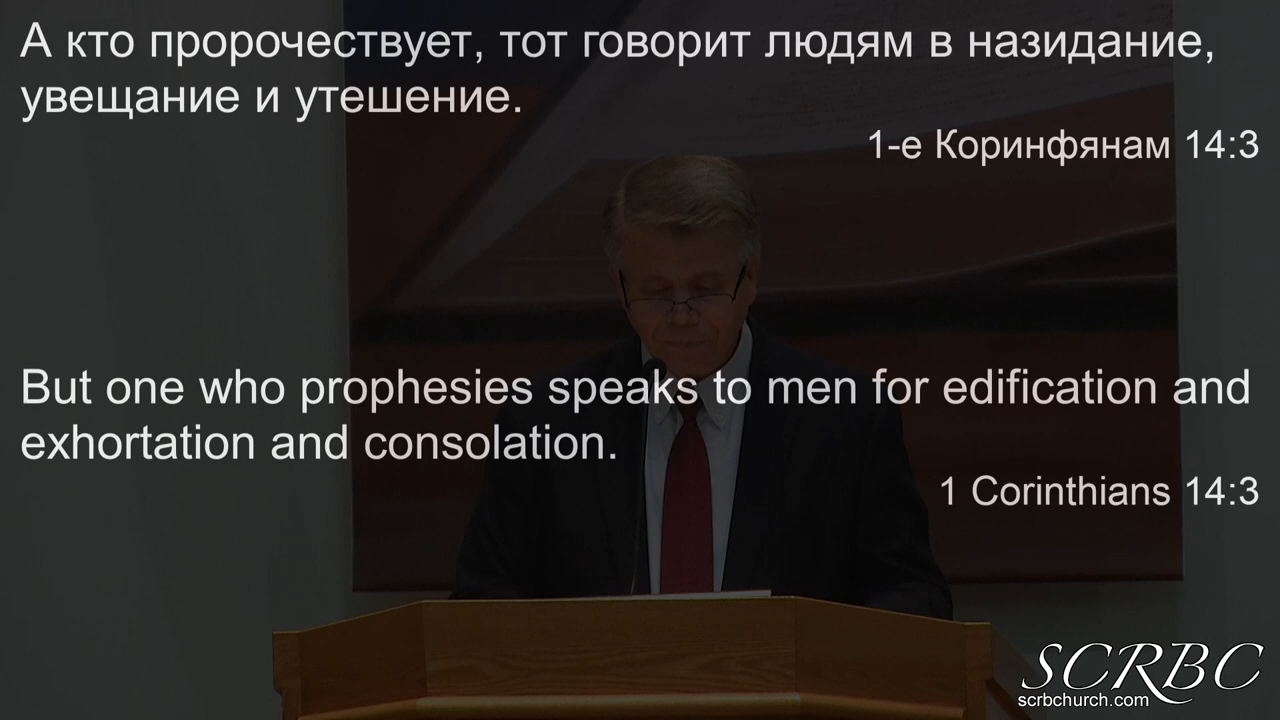 А кто пророчествует, тот говорит людям в назидание,
увещание и утешение.
1-е Коринфянам 14:3
But one who prophesies speaks to men for edification and
exhortation and consolation.
1 Corinthians 14:3
SCRBC
scrbchurch.com